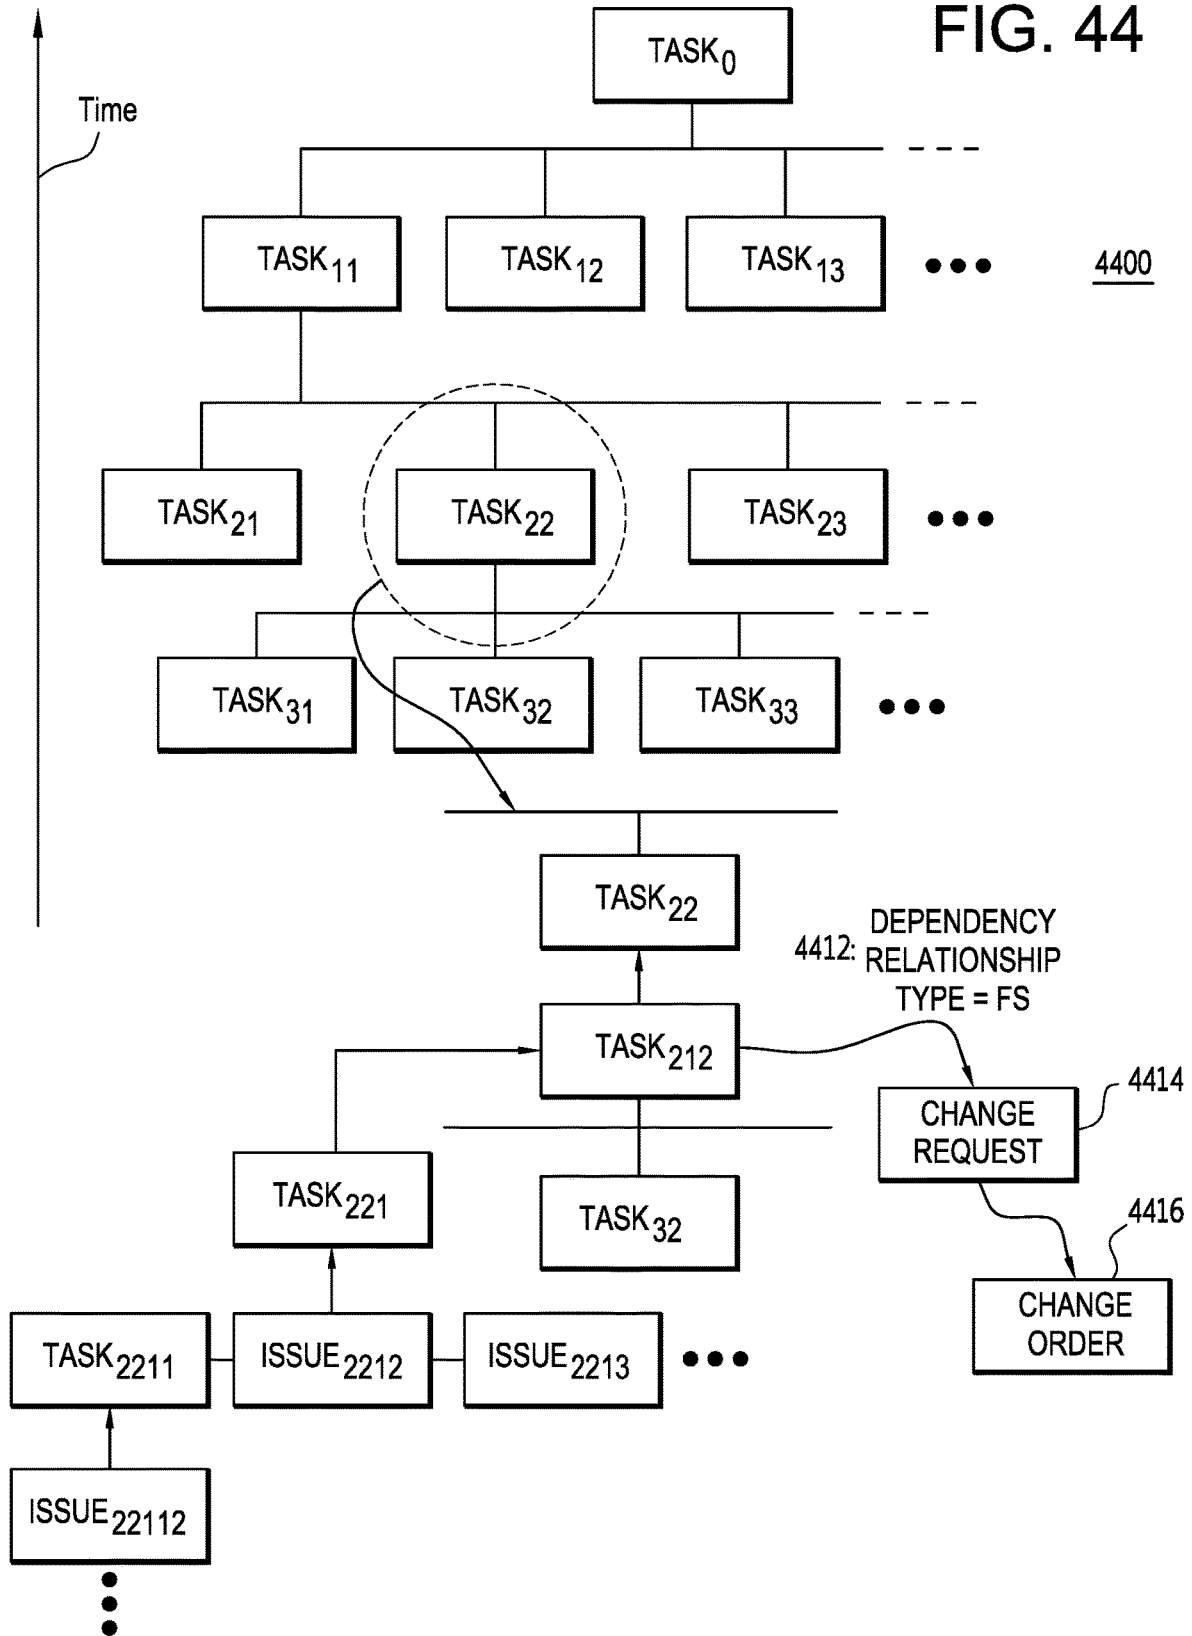 FIG. 44
TASK0
Time
TASK11
TASK12
TASK13
4400
TASK21
TASK22
TASK23
TASK31
TASK32
TASK33
TASK22
4412: DEPENDENCY
RELATIONSHIP
TYPE = FS
TASK212
4414
CHANGE
REQUEST
TASK221
TASK32
4416
CHANGE
ORDER
TASK2211
ISSUE2212
ISSUE2213
ISSUE22112